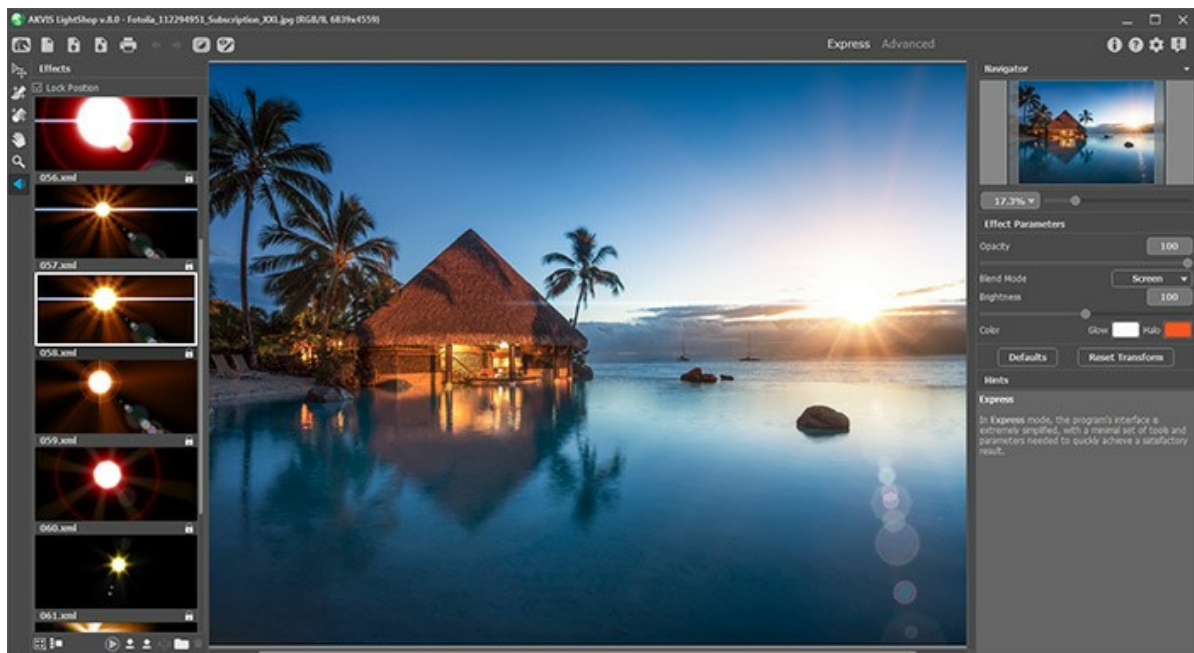 AKVIS LightShop v.8.0 - Fotolia_112294951_Subscription_XXL.jpg (RGB/8, 6839x4559)
Express Advanced
Effects
Lock Position
056.xml
057.xml
058.xml
059.xml
060.xml
061.xml
Navigator
17.3%
Effect Parameters
Opacity 100
Blend Mode Screen
Brightness 100
Color Glow Halo
Defaults Reset Transform
Hints
Express
In Express mode, the program's interface is
extremely simplified, with a minimal set of tools and
parameters needed to quickly achieve a satisfactory
result.